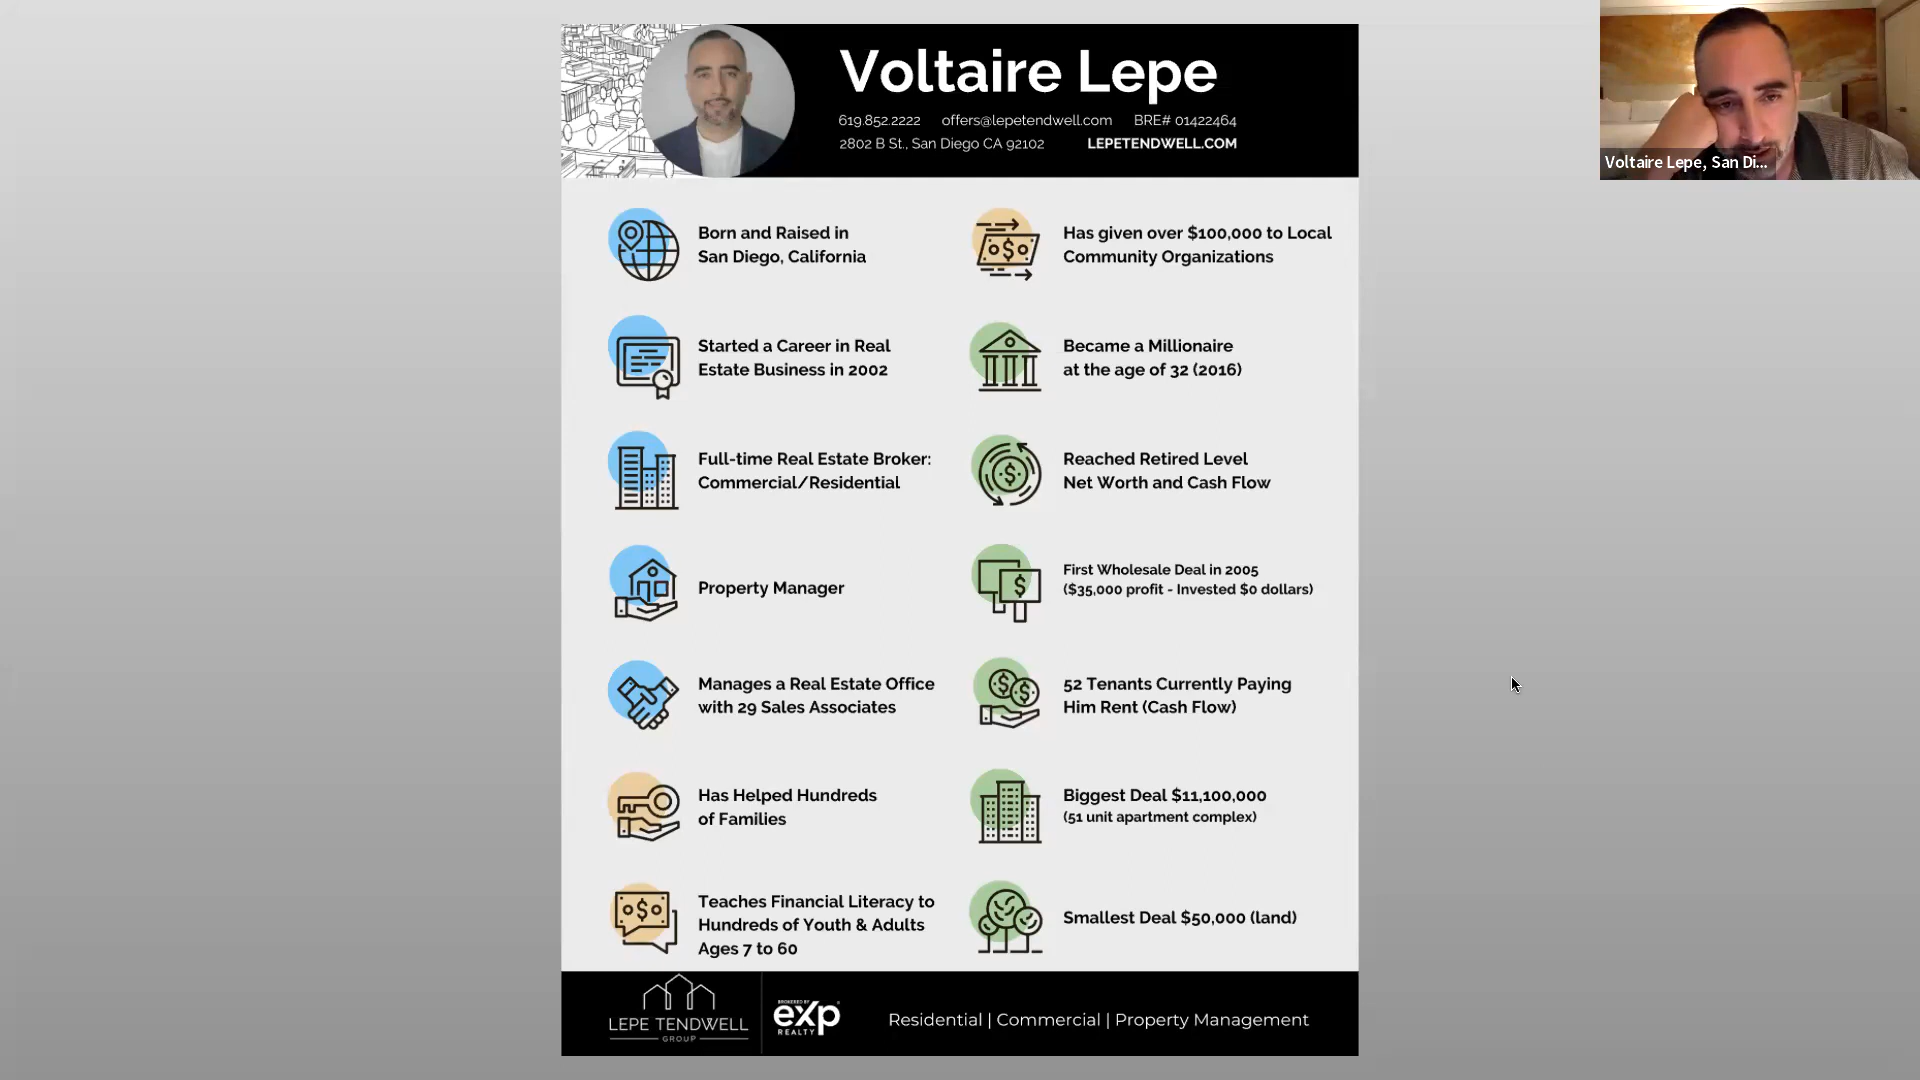 Voltaire Lepe
619.852.2222 offers@lepetendwell.com BRE# 01422464
2802 B St., San Diego CA 92102 LEPETENDWELL.COM
Voltaire Lepe, San Di...
Born and Raised in
San Diego, California
Has given over $100,000 to Local
Community Organizations
Started a Career in Real
Estate Business in 2002
Became a Millionaire
at the age of 32 (2016)
Full-time Real Estate Broker:
Commercial/Residential
Reached Retired Level
Net Worth and Cash Flow
Property Manager
First Wholesale Deal in 2005
($35,000 profit - Invested $0 dollars)
Manages a Real Estate Office
with 29 Sales Associates
52 Tenants Currently Paying
Him Rent (Cash Flow)
Has Helped Hundreds
of Families
Biggest Deal $11,100,000
(51 unit apartment complex)
Teaches Financial Literacy to
Hundreds of Youth & Adults
Ages 7 to 60
Smallest Deal $50,000 (land)
LEPE TENDWELL
GROUP
BROKERED BY
eXp
REALTY
Residential | Commercial | Property Management